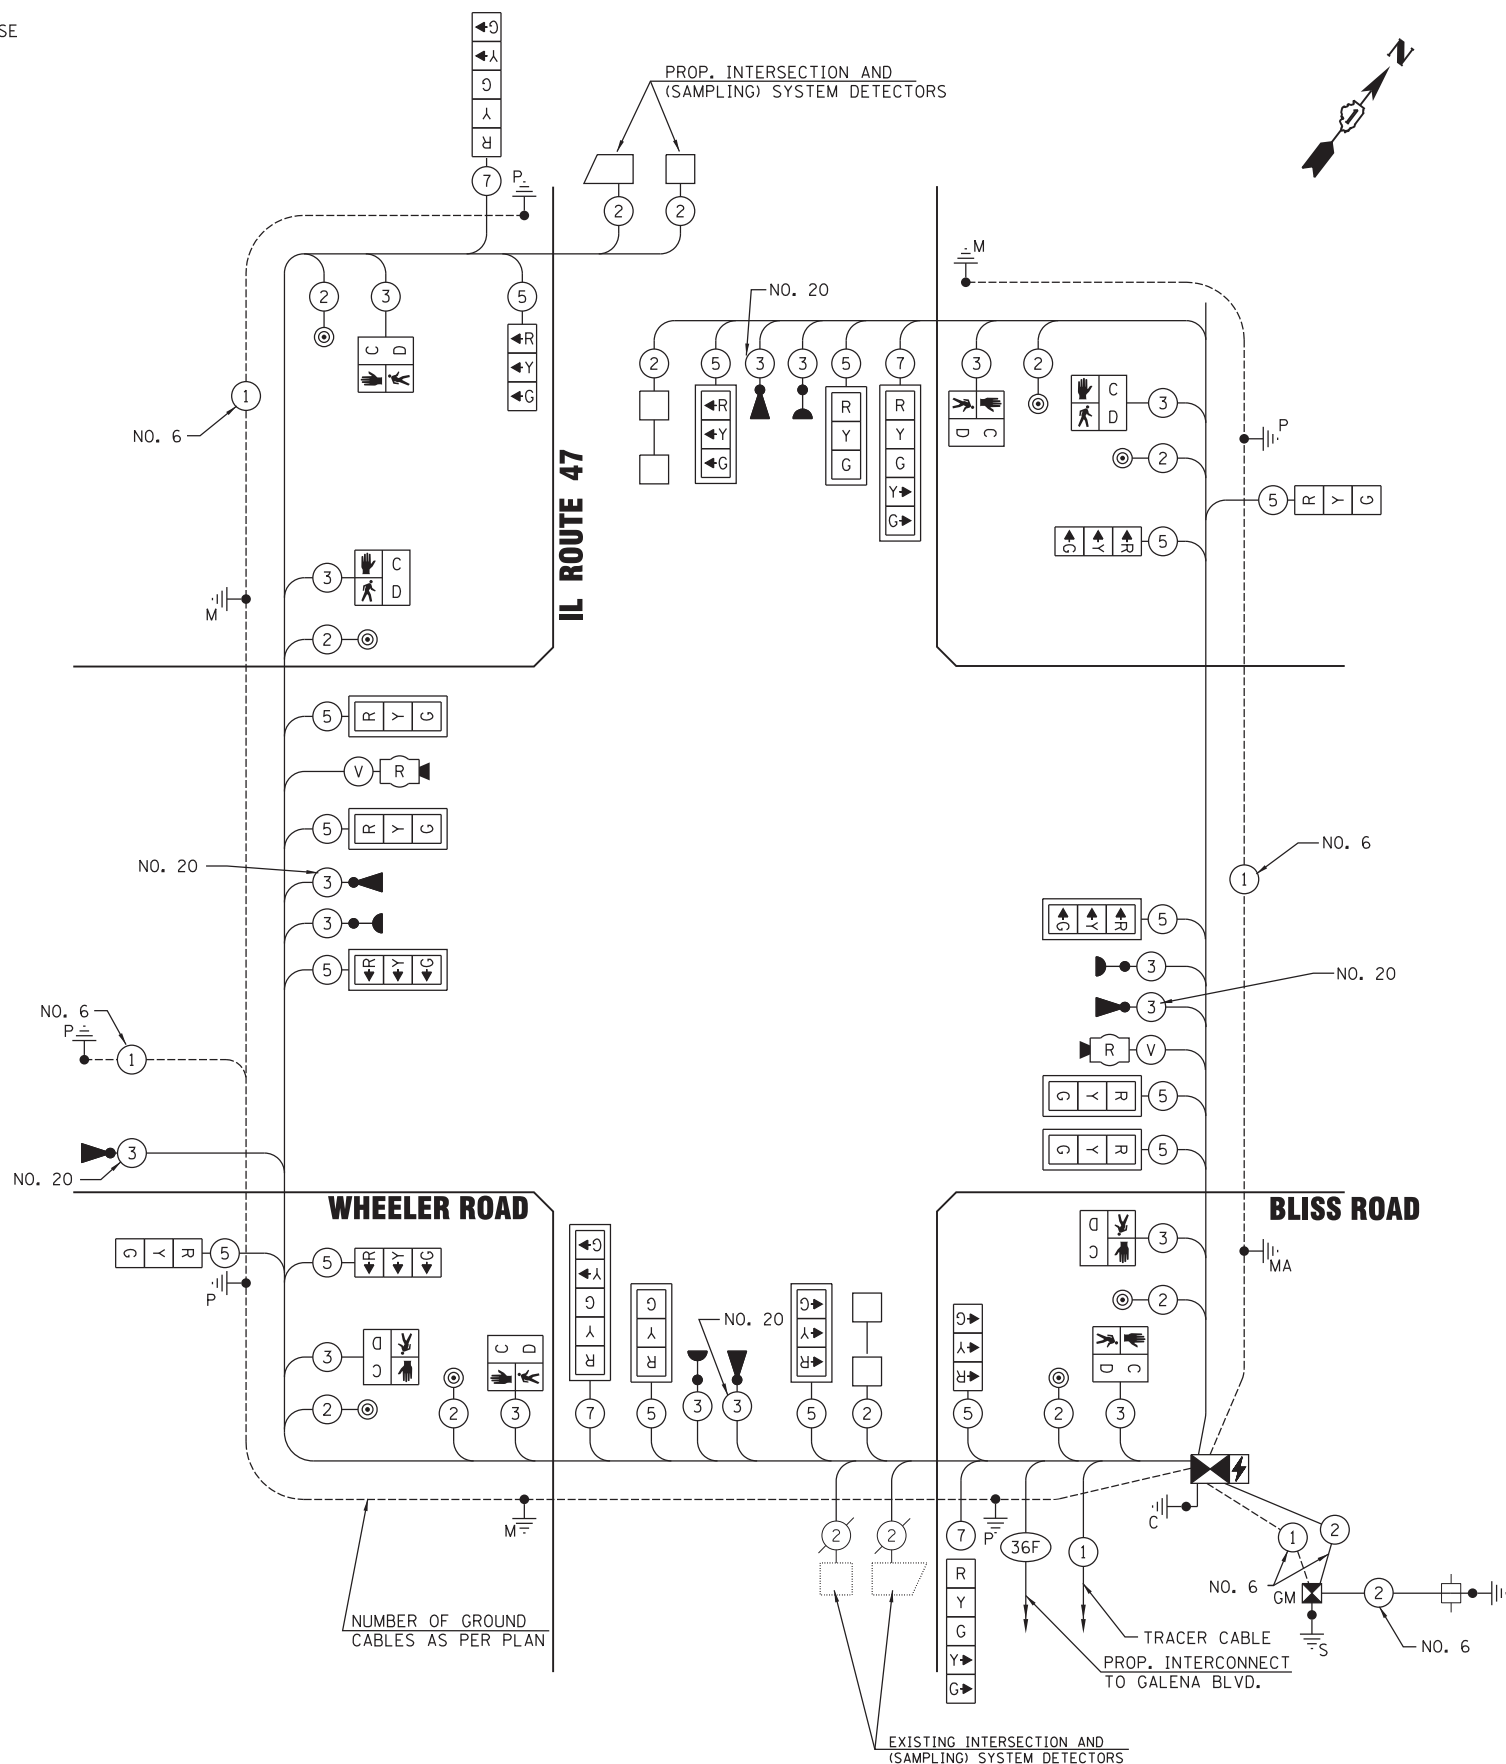 SE
G
Y
G
Y
R
7
P
PROP. INTERSECTION AND
(SAMPLING) SYSTEM DETECTORS
N
1
2
2
2
3
5
C D
R
Y
G
1
NO. 6
M
NO. 20
2
5
3
3
5
7
3
2
R
Y
G
R
Y
G
R
Y
G
Y
G
D C
C
D
3
2
P
5 R Y G
G Y R 5
IL ROUTE 47
3 C
D
M
2
5 R Y G
V R
5 R Y G
NO. 20
3
3
5 R Y G
NO. 6
1
G Y R 5
3
3
NO. 20
R V
G Y R 5
G Y R 5
NO. 6
P
1
3
NO. 20
WHEELER ROAD
BLISS ROAD
G Y R 5
P
5 R Y G
3 D
C
2
2
C D
3
G
Y
G
Y
R
7
G
Y
R
5
3
3
NO. 20
G
Y
R
5
2
G
Y
R
5
2
D
C
3
2
D C
3
MA
M
2
2
P
7
R
Y
G
Y
G
36F
1
C
1
2
NO. 6
GM
2
S
NO. 6
NUMBER OF GROUND
CABLES AS PER PLAN
TRACER CABLE
PROP. INTERCONNECT
TO GALENA BLVD.
EXISTING INTERSECTION AND
(SAMPLING) SYSTEM DETECTORS